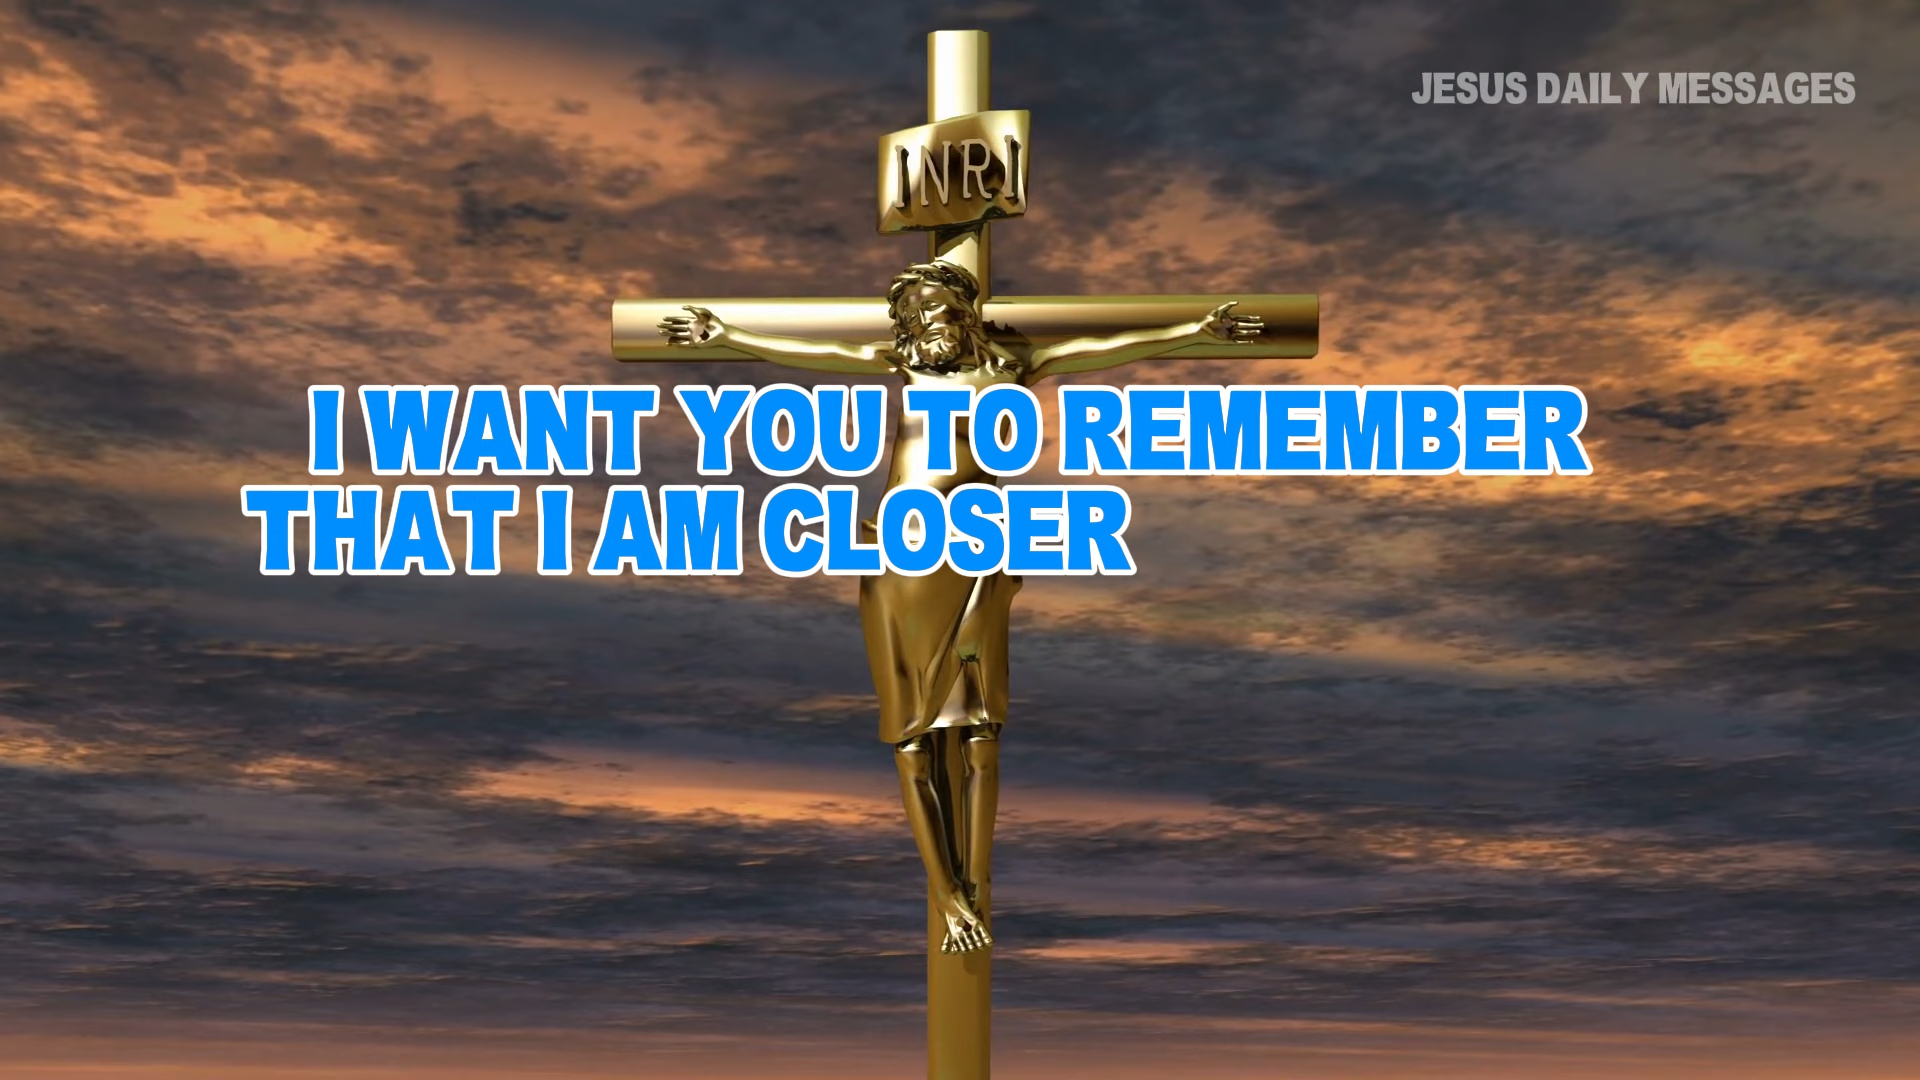 JESUS DAILY MESSAGES
INRI
I WANT YOU TO REMEMBER
THAT I AM CLOSER